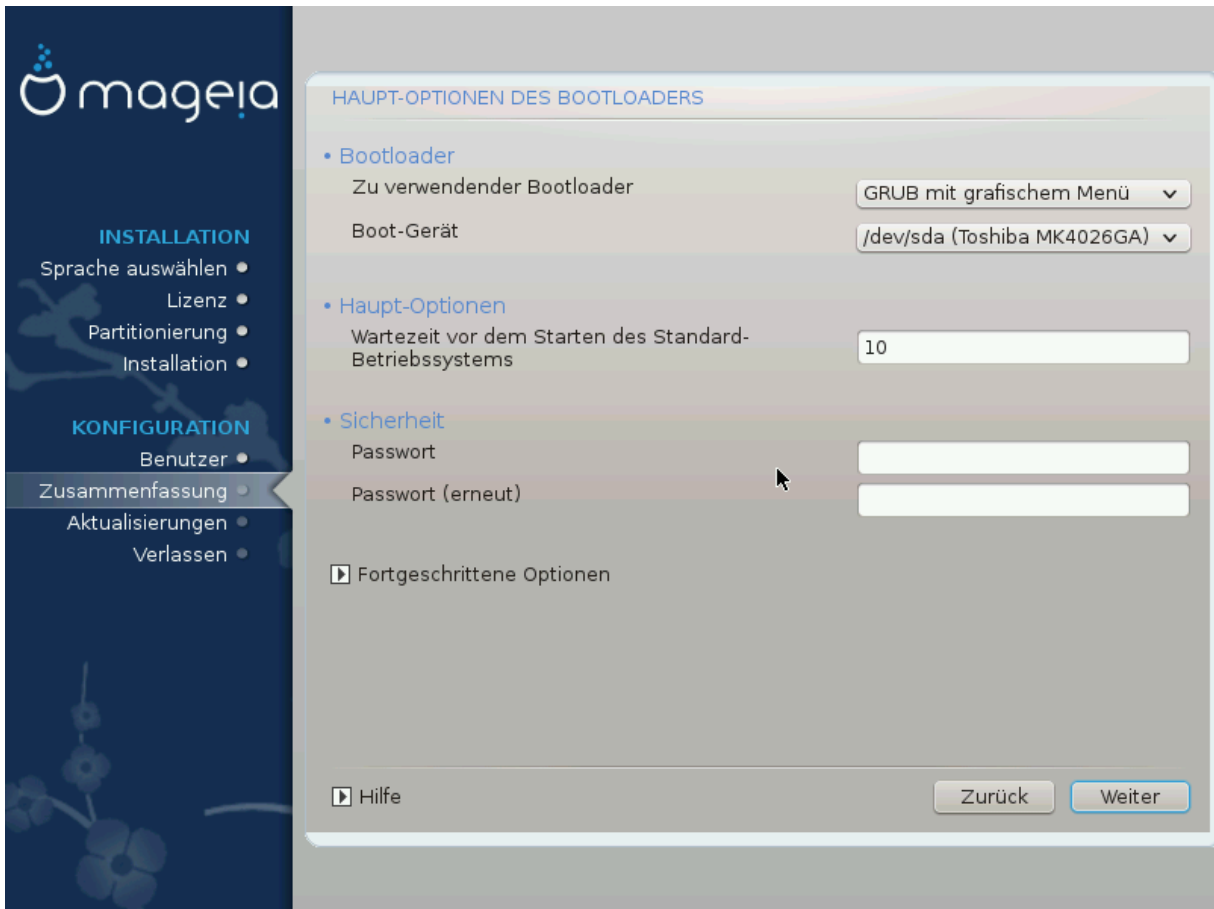 mageia
INSTALLATION
Sprache auswählen
Lizenz
Partitionierung
Installation
KONFIGURATION
Benutzer
Zusammenfassung
Aktualisierungen
Verlassen
HAUPT-OPTIONEN DES BOOTLOADERS
• Bootloader
Zu verwendender Bootloader
GRUB mit grafischem Menü
Boot-Gerät
/dev/sda (Toshiba MK4026GA)
• Haupt-Optionen
Wartezeit vor dem Starten des Standard-
Betriebssystems
10
• Sicherheit
Passwort
Passwort (erneut)
Fortgeschrittene Optionen
Hilfe
Zurück
Weiter